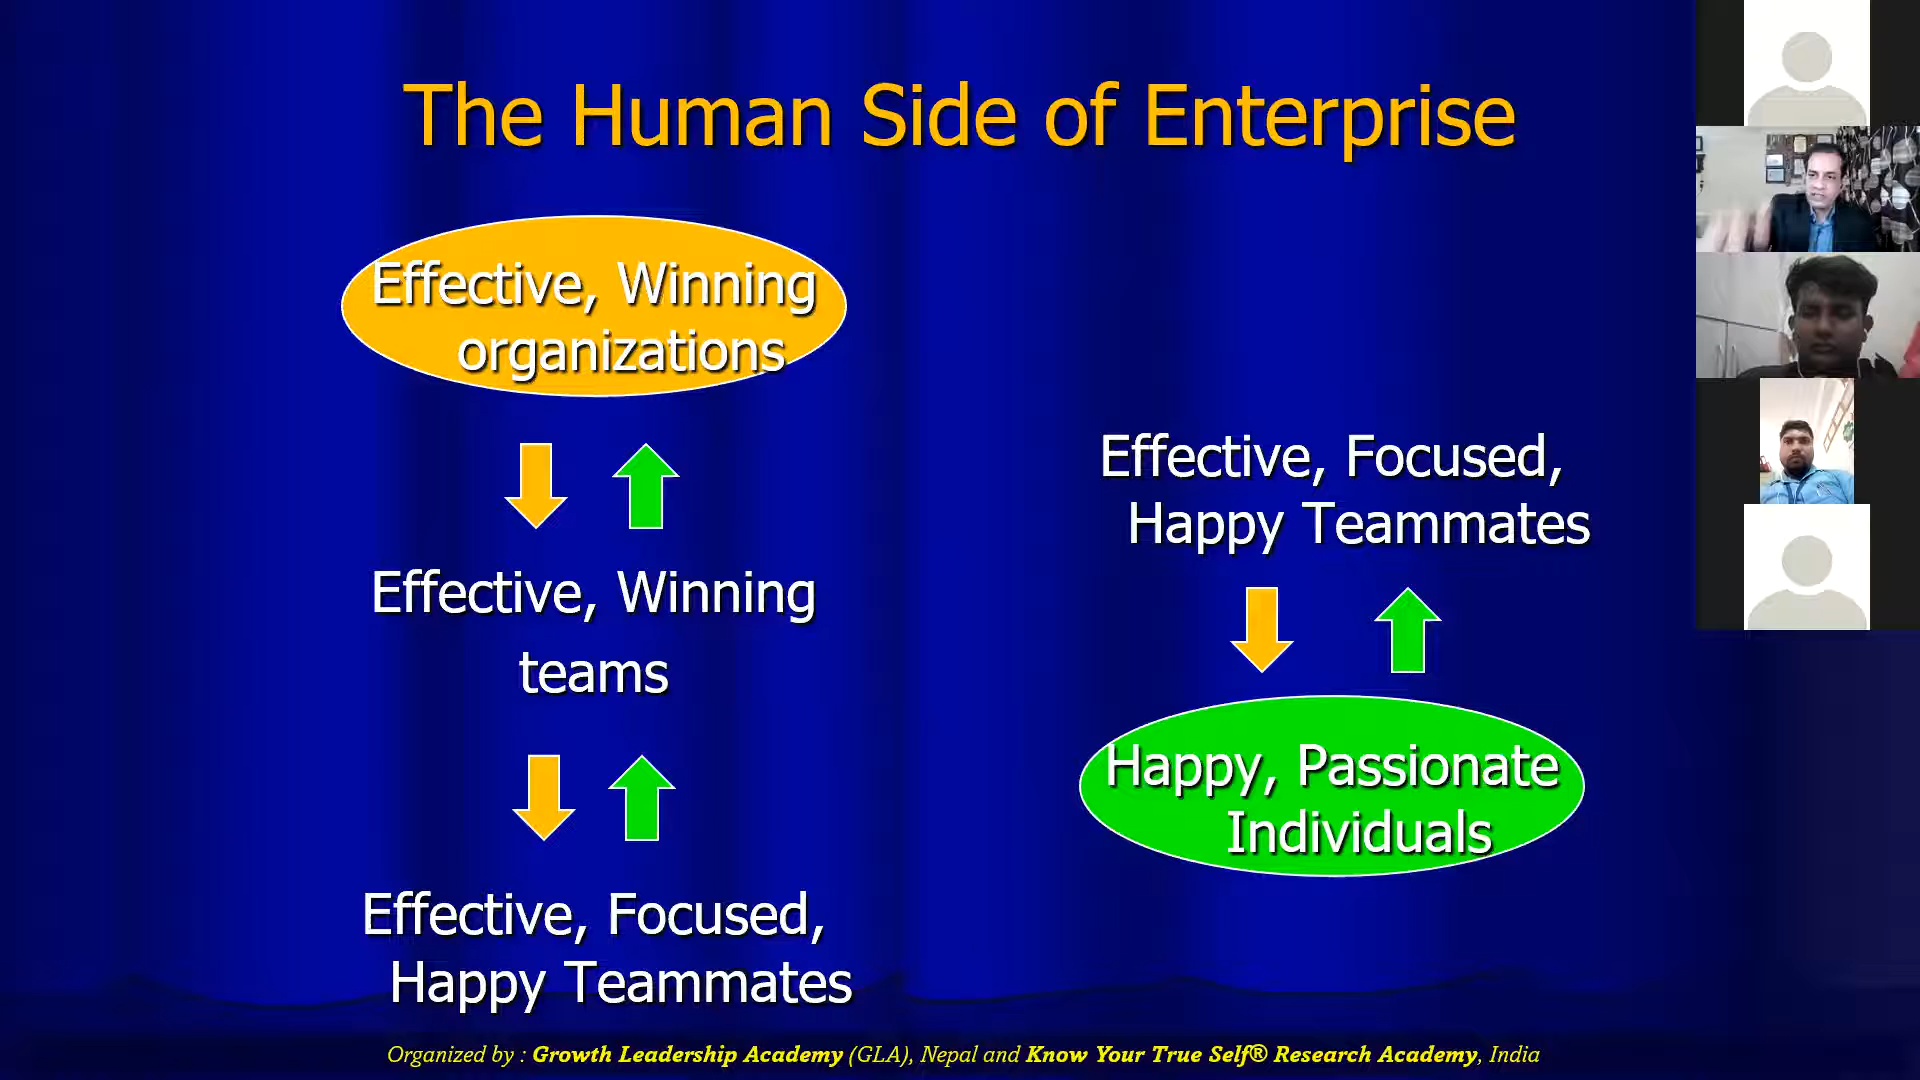 The Human Side of Enterprise
Effective, Winning
organizations
Effective, Winning
teams
Effective, Focused,
Happy Teammates
Effective, Focused,
Happy Teammates
Happy, Passionate
Individuals
Organized by : Growth Leadership Academy (GLA), Nepal and Know Your True Self® Research Academy, India